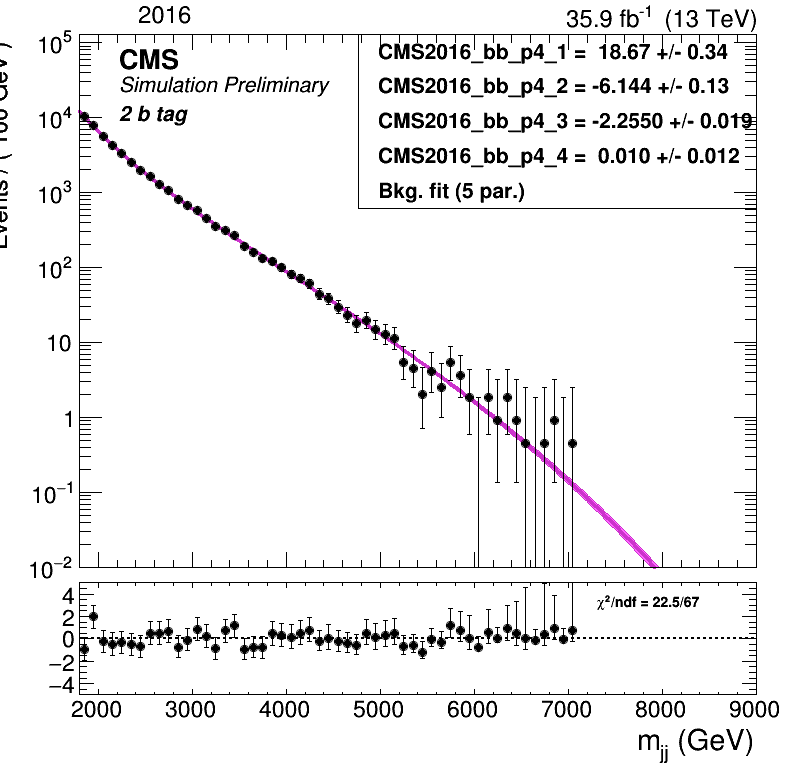 2016
35.9 fb⁻¹ (13 TeV)
CMS
Simulation Preliminary
2 b tag
CMS2016_bb_p4_1 = 18.67 +/- 0.34
CMS2016_bb_p4_2 = -6.144 +/- 0.13
CMS2016_bb_p4_3 = -2.2550 +/- 0.019
CMS2016_bb_p4_4 = 0.010 +/- 0.012
Bkg. fit (5 par.)
10⁵
10⁴
10³
10²
10
1
10⁻¹
10⁻²
χ²/ndf = 22.5/67
4
2
0
−2
−4
2000 3000 4000 5000 6000 7000 8000 9000
m_jj (GeV)